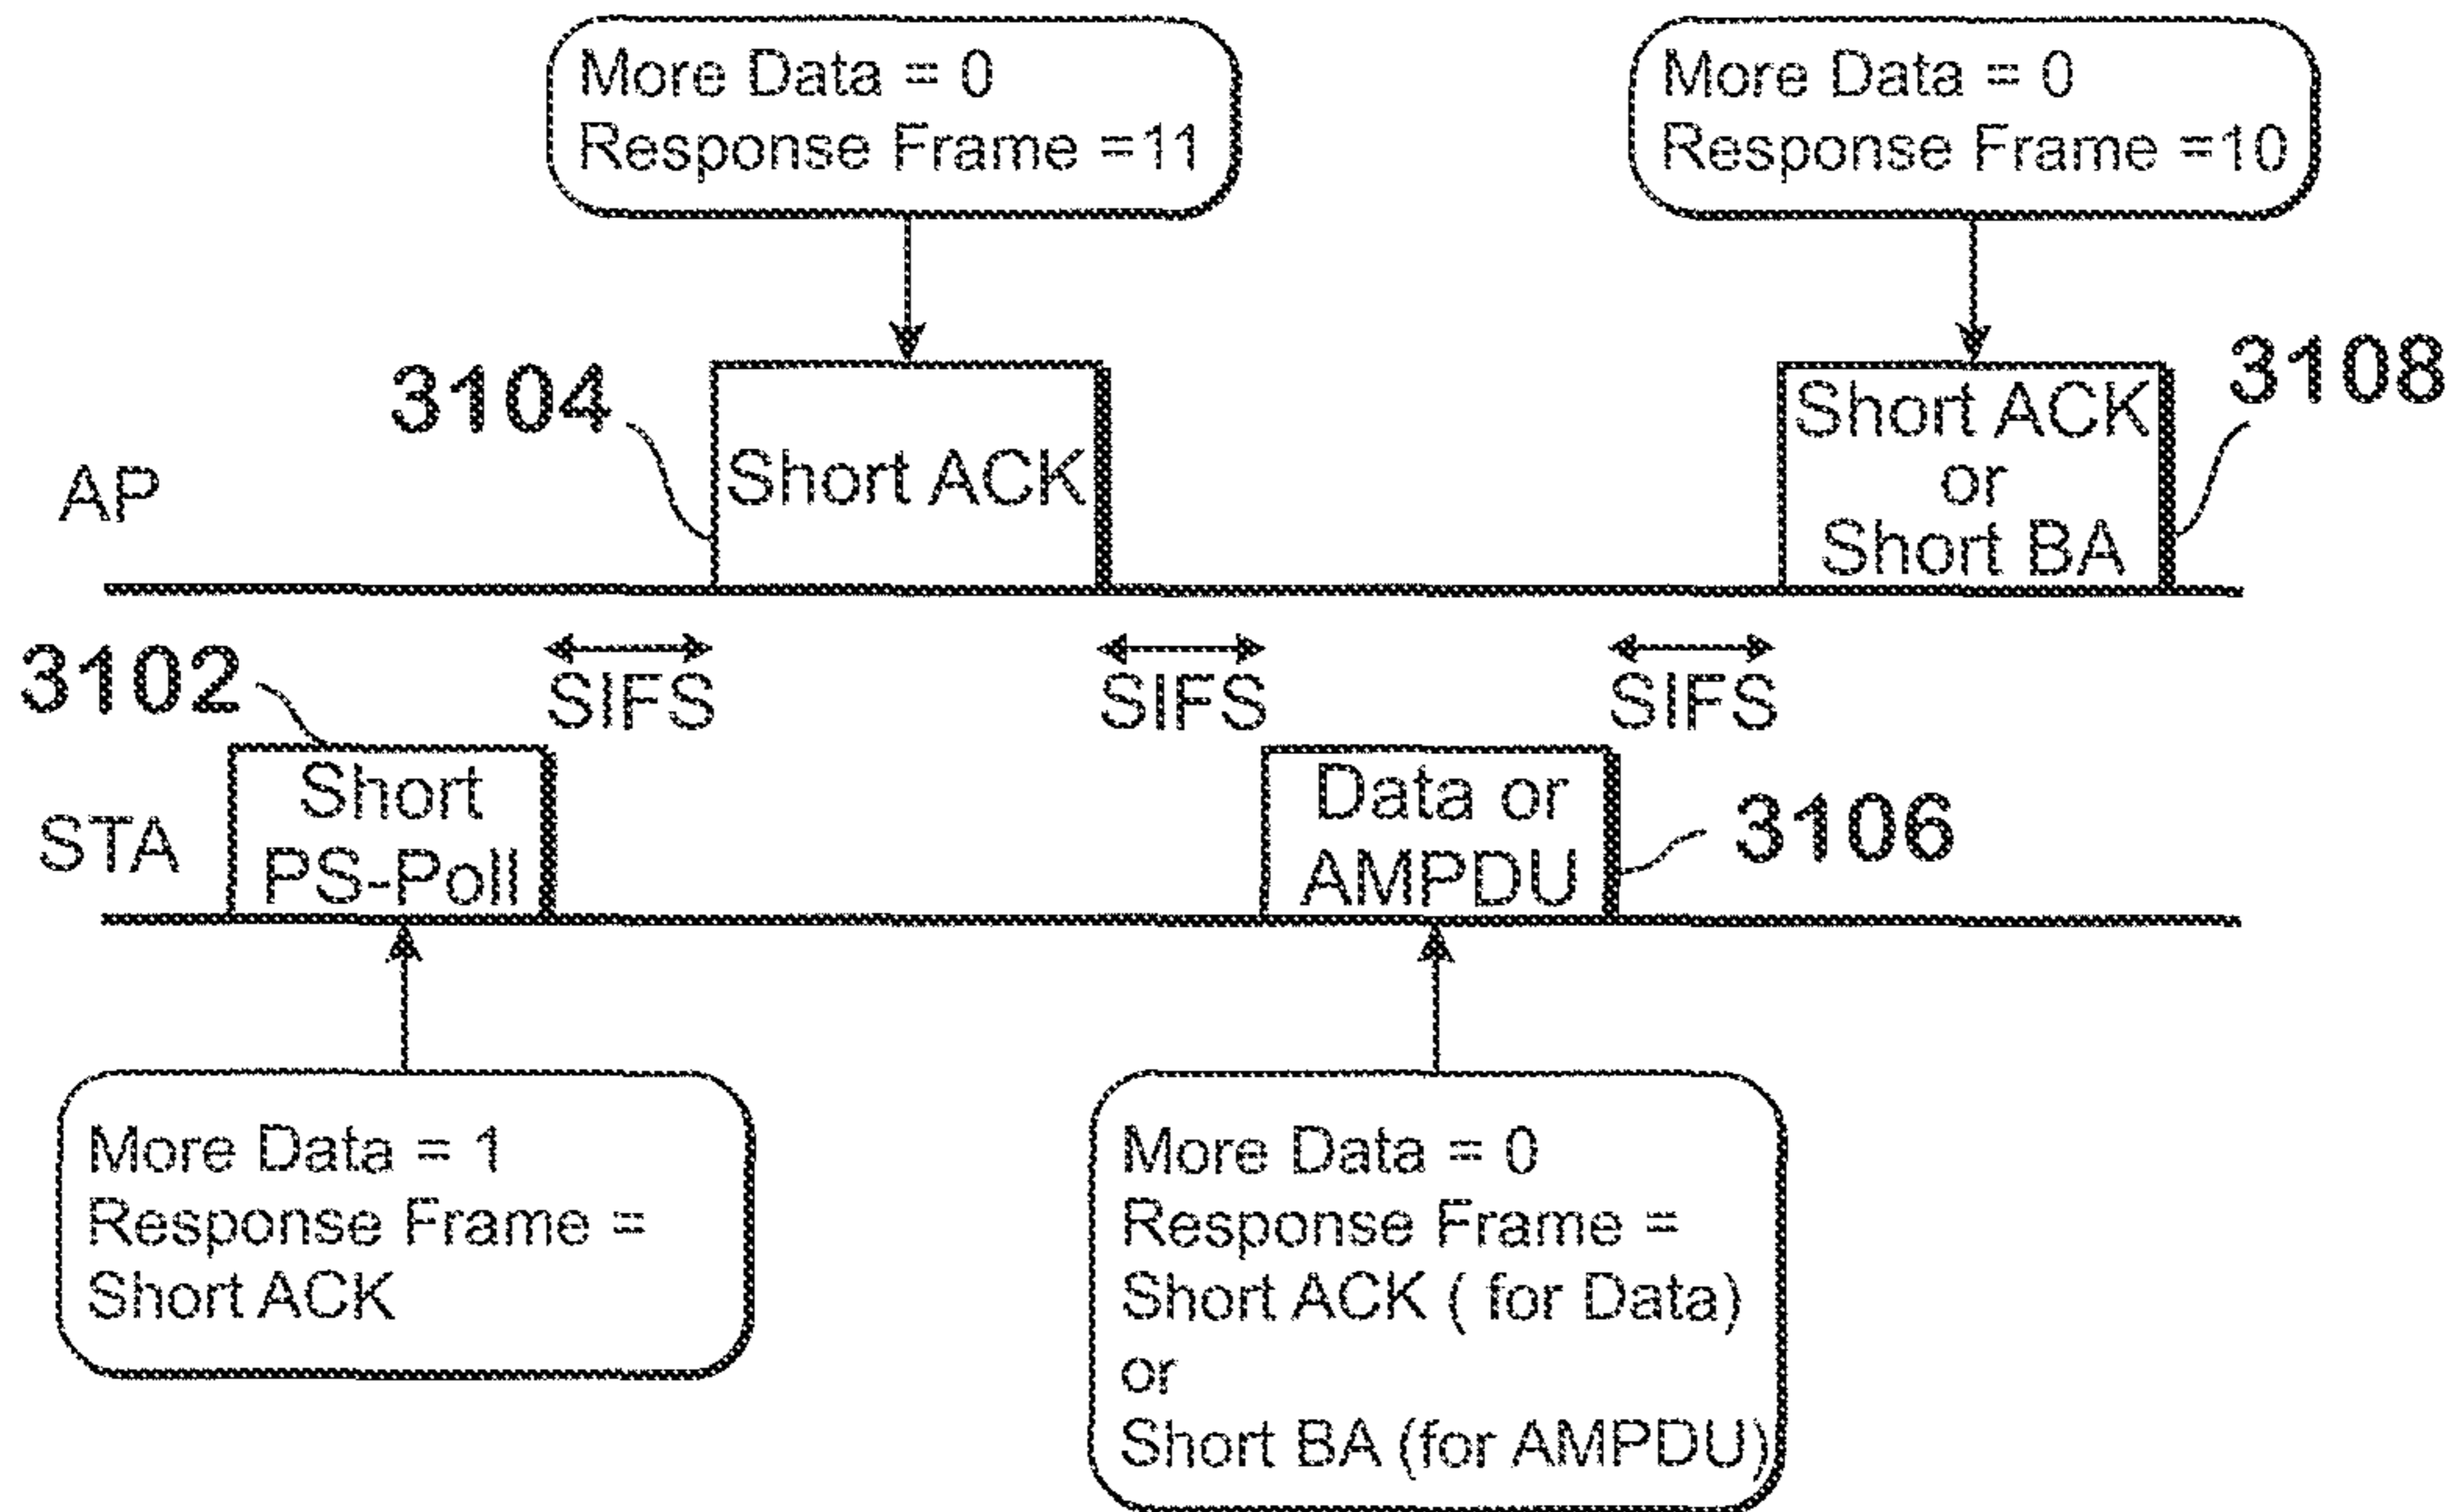 More Data = 0
Response Frame =11
More Data = 0
Response Frame =10
3104
3108
AP
Short ACK
Short ACK
or
Short BA
3102
SIFS
SIFS
SIFS
STA
Short
PS-Poll
Data or
AMPDU
3106
More Data = 1
Response Frame =
Short ACK
More Data = 0
Response Frame =
Short ACK ( for Data)
or
Short BA (for AMPDU)